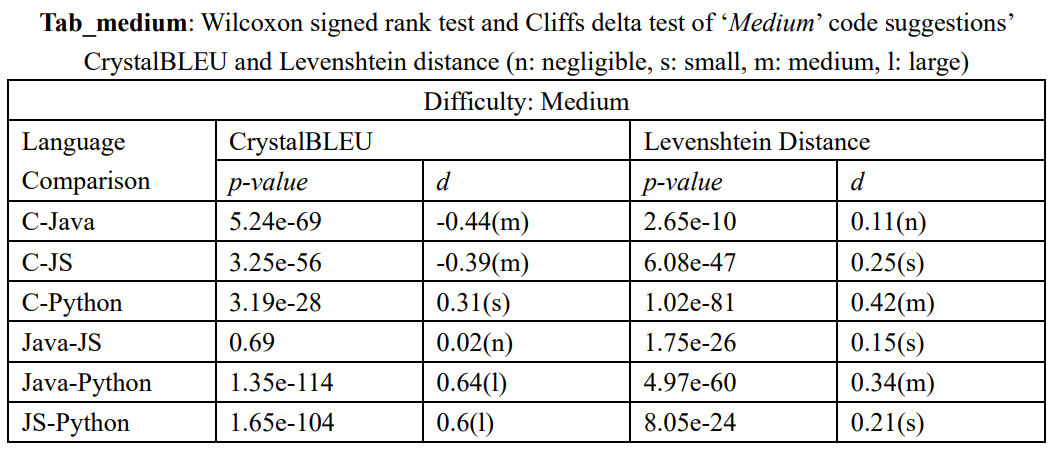 Tab_medium: Wilcoxon signed rank test and Cliffs delta test of ‘Medium’ code suggestions’
CrystalBLEU and Levenshtein distance (n: negligible, s: small, m: medium, l: large)
Difficulty: Medium
Language Comparison CrystalBLEU Levenshtein Distance
p-value d p-value d
C-Java 5.24e-69 -0.44(m) 2.65e-10 0.11(n)
C-JS 3.25e-56 -0.39(m) 6.08e-47 0.25(s)
C-Python 3.19e-28 0.31(s) 1.02e-81 0.42(m)
Java-JS 0.69 0.02(n) 1.75e-26 0.15(s)
Java-Python 1.35e-114 0.64(l) 4.97e-60 0.34(m)
JS-Python 1.65e-104 0.6(l) 8.05e-24 0.21(s)